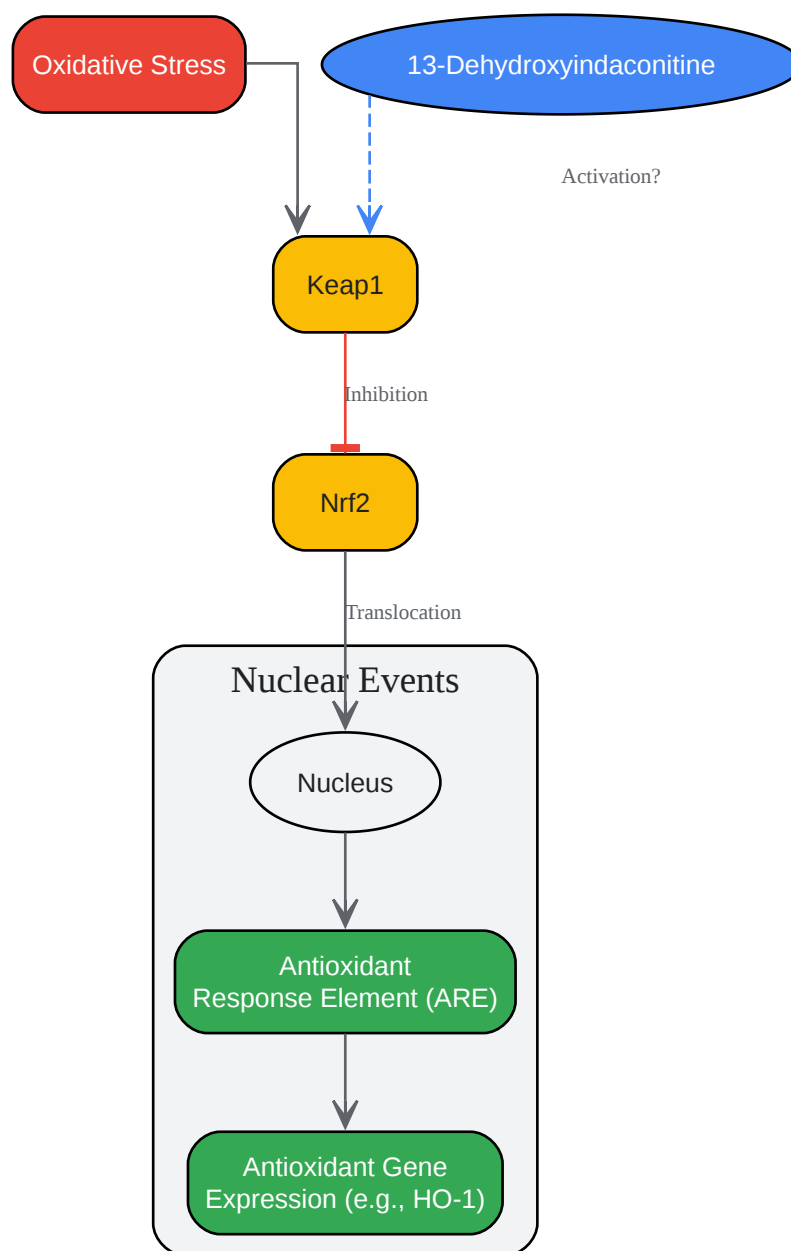 Oxidative Stress
13-Dehydroxyindaconitine
Activation?
Keap1
Inhibition
Nrf2
Translocation
Nuclear Events
Nucleus
Antioxidant
Response Element (ARE)
Antioxidant Gene
Expression (e.g., HO-1)